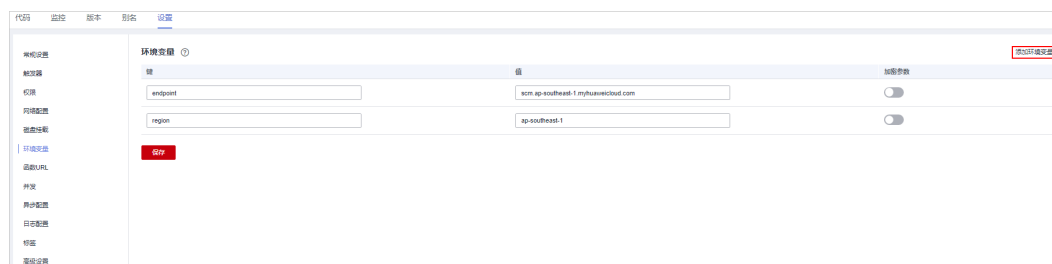 代码 监控 版本 别名 设置
常规设置
触发器
权限
网络配置
磁盘挂载
环境变量
函数URL
并发
异步配置
日志配置
标签
高级设置
环境变量
添加环境变量
键 值 加密参数
endpoint scm.ap-southeast-1.myhuaweicloud.com
region ap-southeast-1
保存